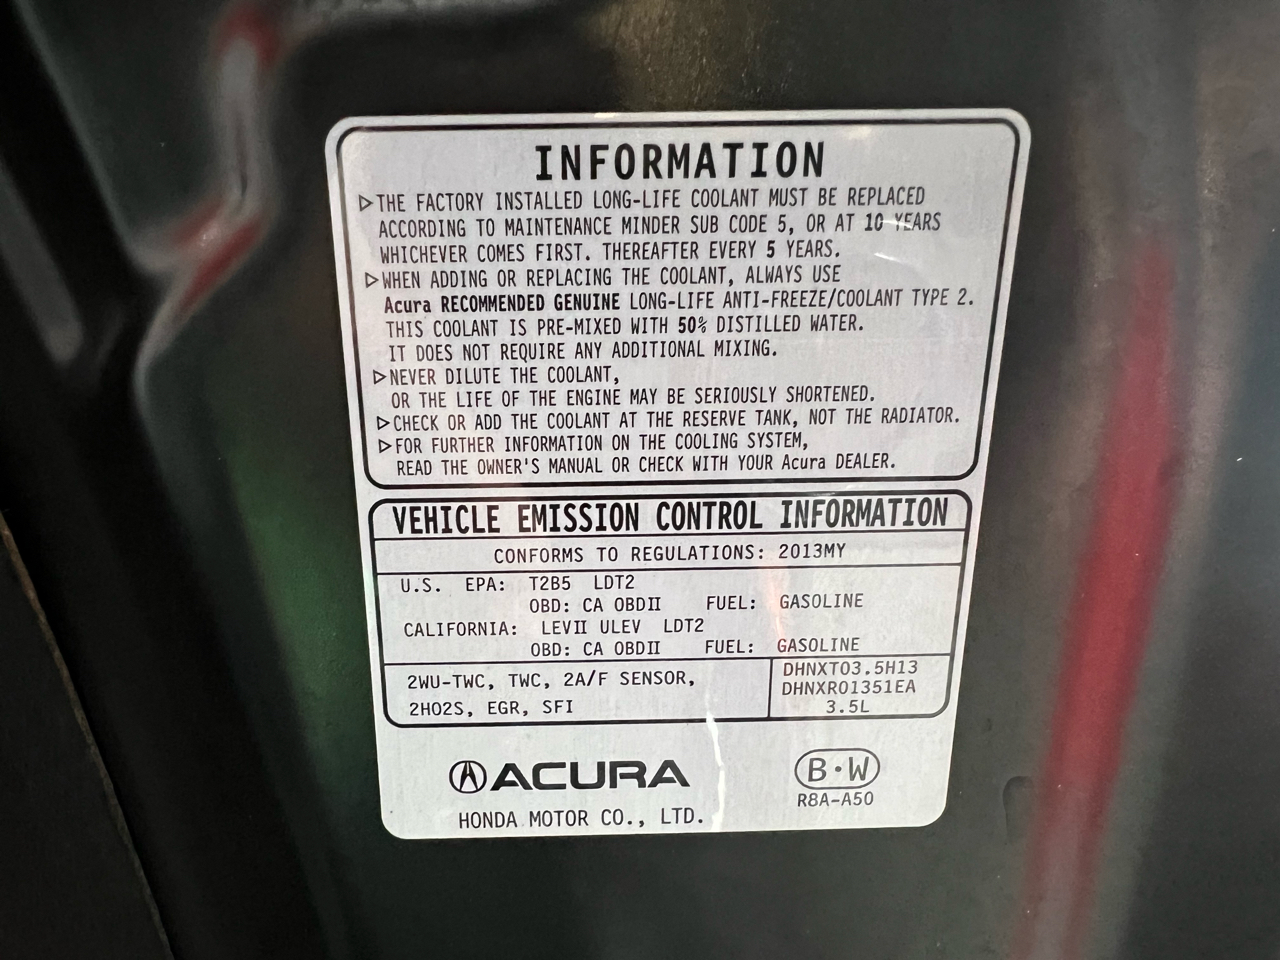 INFORMATION
▷THE FACTORY INSTALLED LONG-LIFE COOLANT MUST BE REPLACED
ACCORDING TO MAINTENANCE MINDER SUB CODE 5, OR AT 10 YEARS
WHICHEVER COMES FIRST. THEREAFTER EVERY 5 YEARS.
▷WHEN ADDING OR REPLACING THE COOLANT, ALWAYS USE
Acura RECOMMENDED GENUINE LONG-LIFE ANTI-FREEZE/COOLANT TYPE 2.
THIS COOLANT IS PRE-MIXED WITH 50% DISTILLED WATER.
IT DOES NOT REQUIRE ANY ADDITIONAL MIXING.
▷NEVER DILUTE THE COOLANT,
OR THE LIFE OF THE ENGINE MAY BE SERIOUSLY SHORTENED.
▷CHECK OR ADD THE COOLANT AT THE RESERVE TANK, NOT THE RADIATOR.
▷FOR FURTHER INFORMATION ON THE COOLING SYSTEM,
READ THE OWNER'S MANUAL OR CHECK WITH YOUR Acura DEALER.
VEHICLE EMISSION CONTROL INFORMATION
CONFORMS TO REGULATIONS: 2013MY
U.S. EPA: T2B5 LDT2
OBD: CA OBDII FUEL: GASOLINE
CALIFORNIA: LEVII ULEV LDT2
OBD: CA OBDII FUEL: GASOLINE
2WU-TWC, TWC, 2A/F SENSOR,
2HO2S, EGR, SFI
DHNXT03.5H13
DHNXR01351EA
3.5L
ACURA
HONDA MOTOR CO., LTD.
B·W
R8A-A50